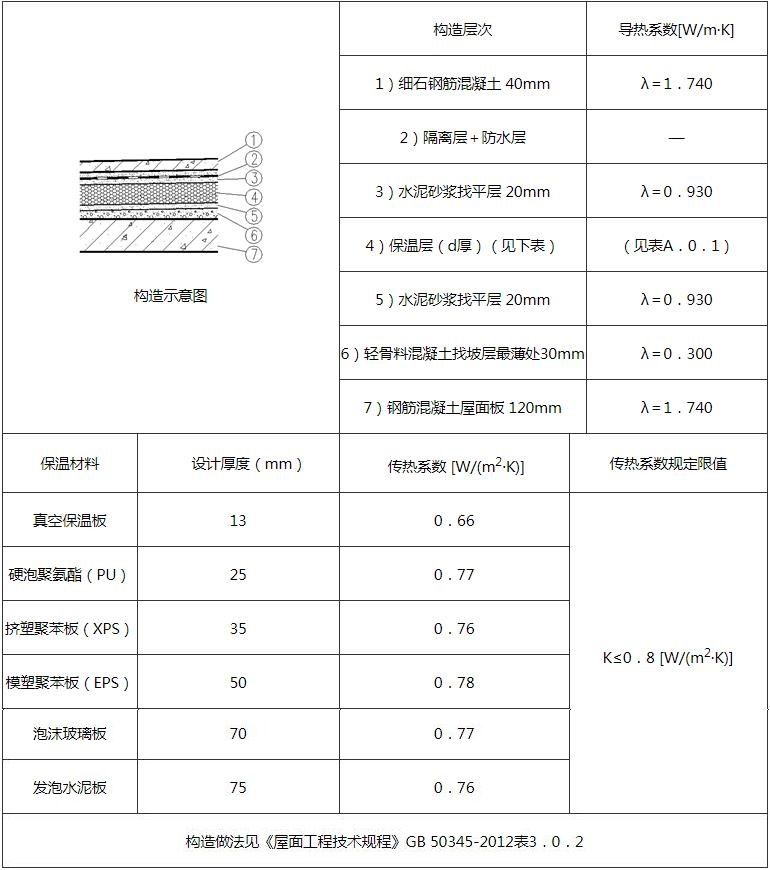 构造层次
导热系数[W/m·K]
1）细石钢筋混凝土 40mm
λ＝1．740
2）隔离层＋防水层
—
3）水泥砂浆找平层 20mm
λ＝0．930
4）保温层（d厚）（见下表）
（见表A．0．1）
5）水泥砂浆找平层 20mm
λ＝0．930
6）轻骨料混凝土找坡层最薄处30mm
λ＝0．300
7）钢筋混凝土屋面板 120mm
λ＝1．740
①
②
③
④
⑤
⑥
⑦
构造示意图
保温材料
设计厚度（mm）
传热系数 [W/(m²·K)]
传热系数规定限值
真空保温板
13
0．66
硬泡聚氨酯（PU）
25
0．77
挤塑聚苯板（XPS）
35
0．76
K≤0．8 [W/(m²·K)]
模塑聚苯板（EPS）
50
0．78
泡沫玻璃板
70
0．77
发泡水泥板
75
0．76
构造做法见《屋面工程技术规程》GB 50345-2012表3．0．2